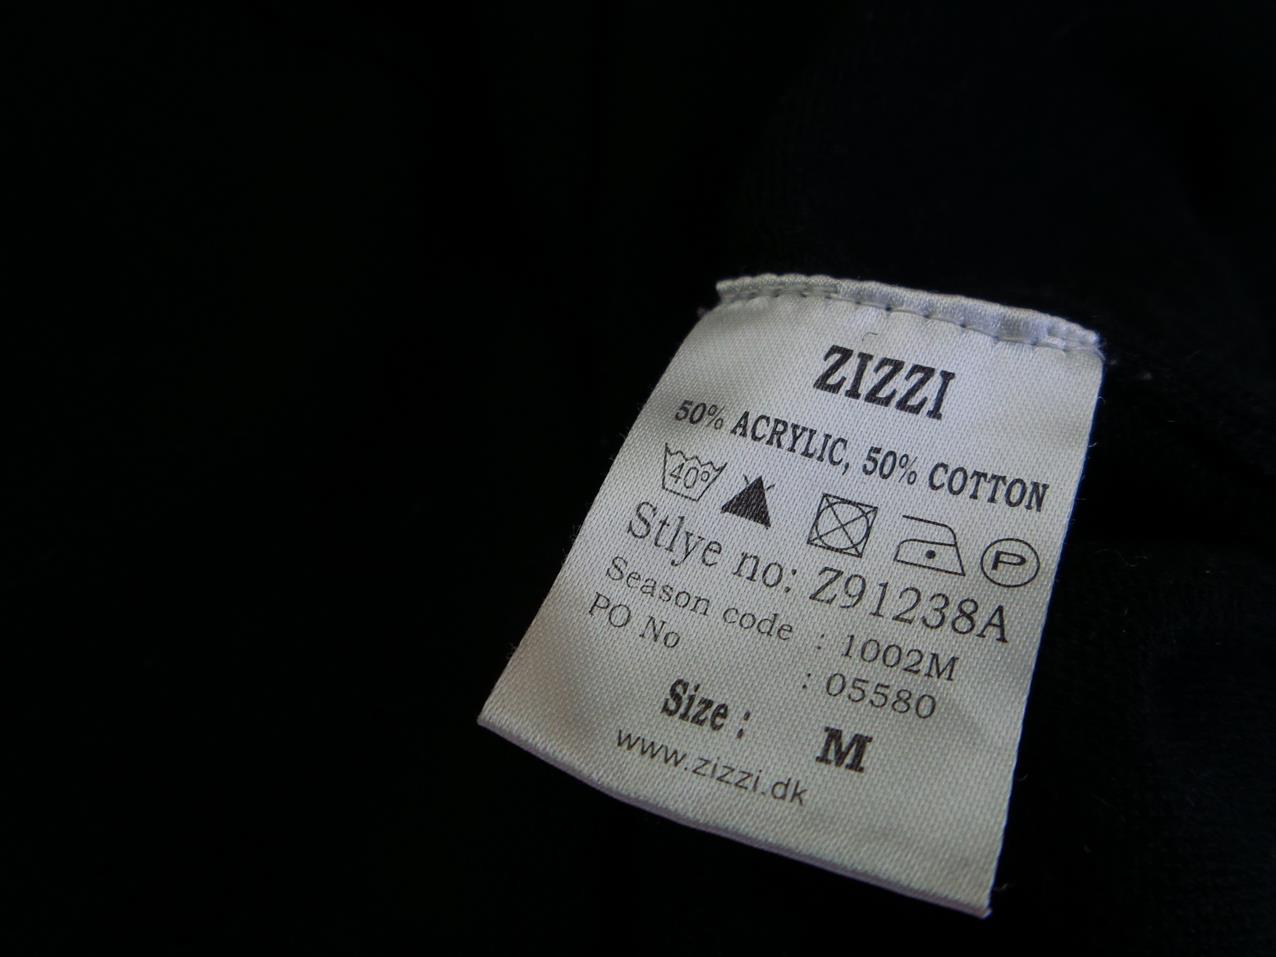 ZIZZI
50% ACRYLIC, 50% COTTON
40° P
Stlye no: Z91238A
Season code : 1002M
PO No : 05580
Size : M
www.zizzi.dk